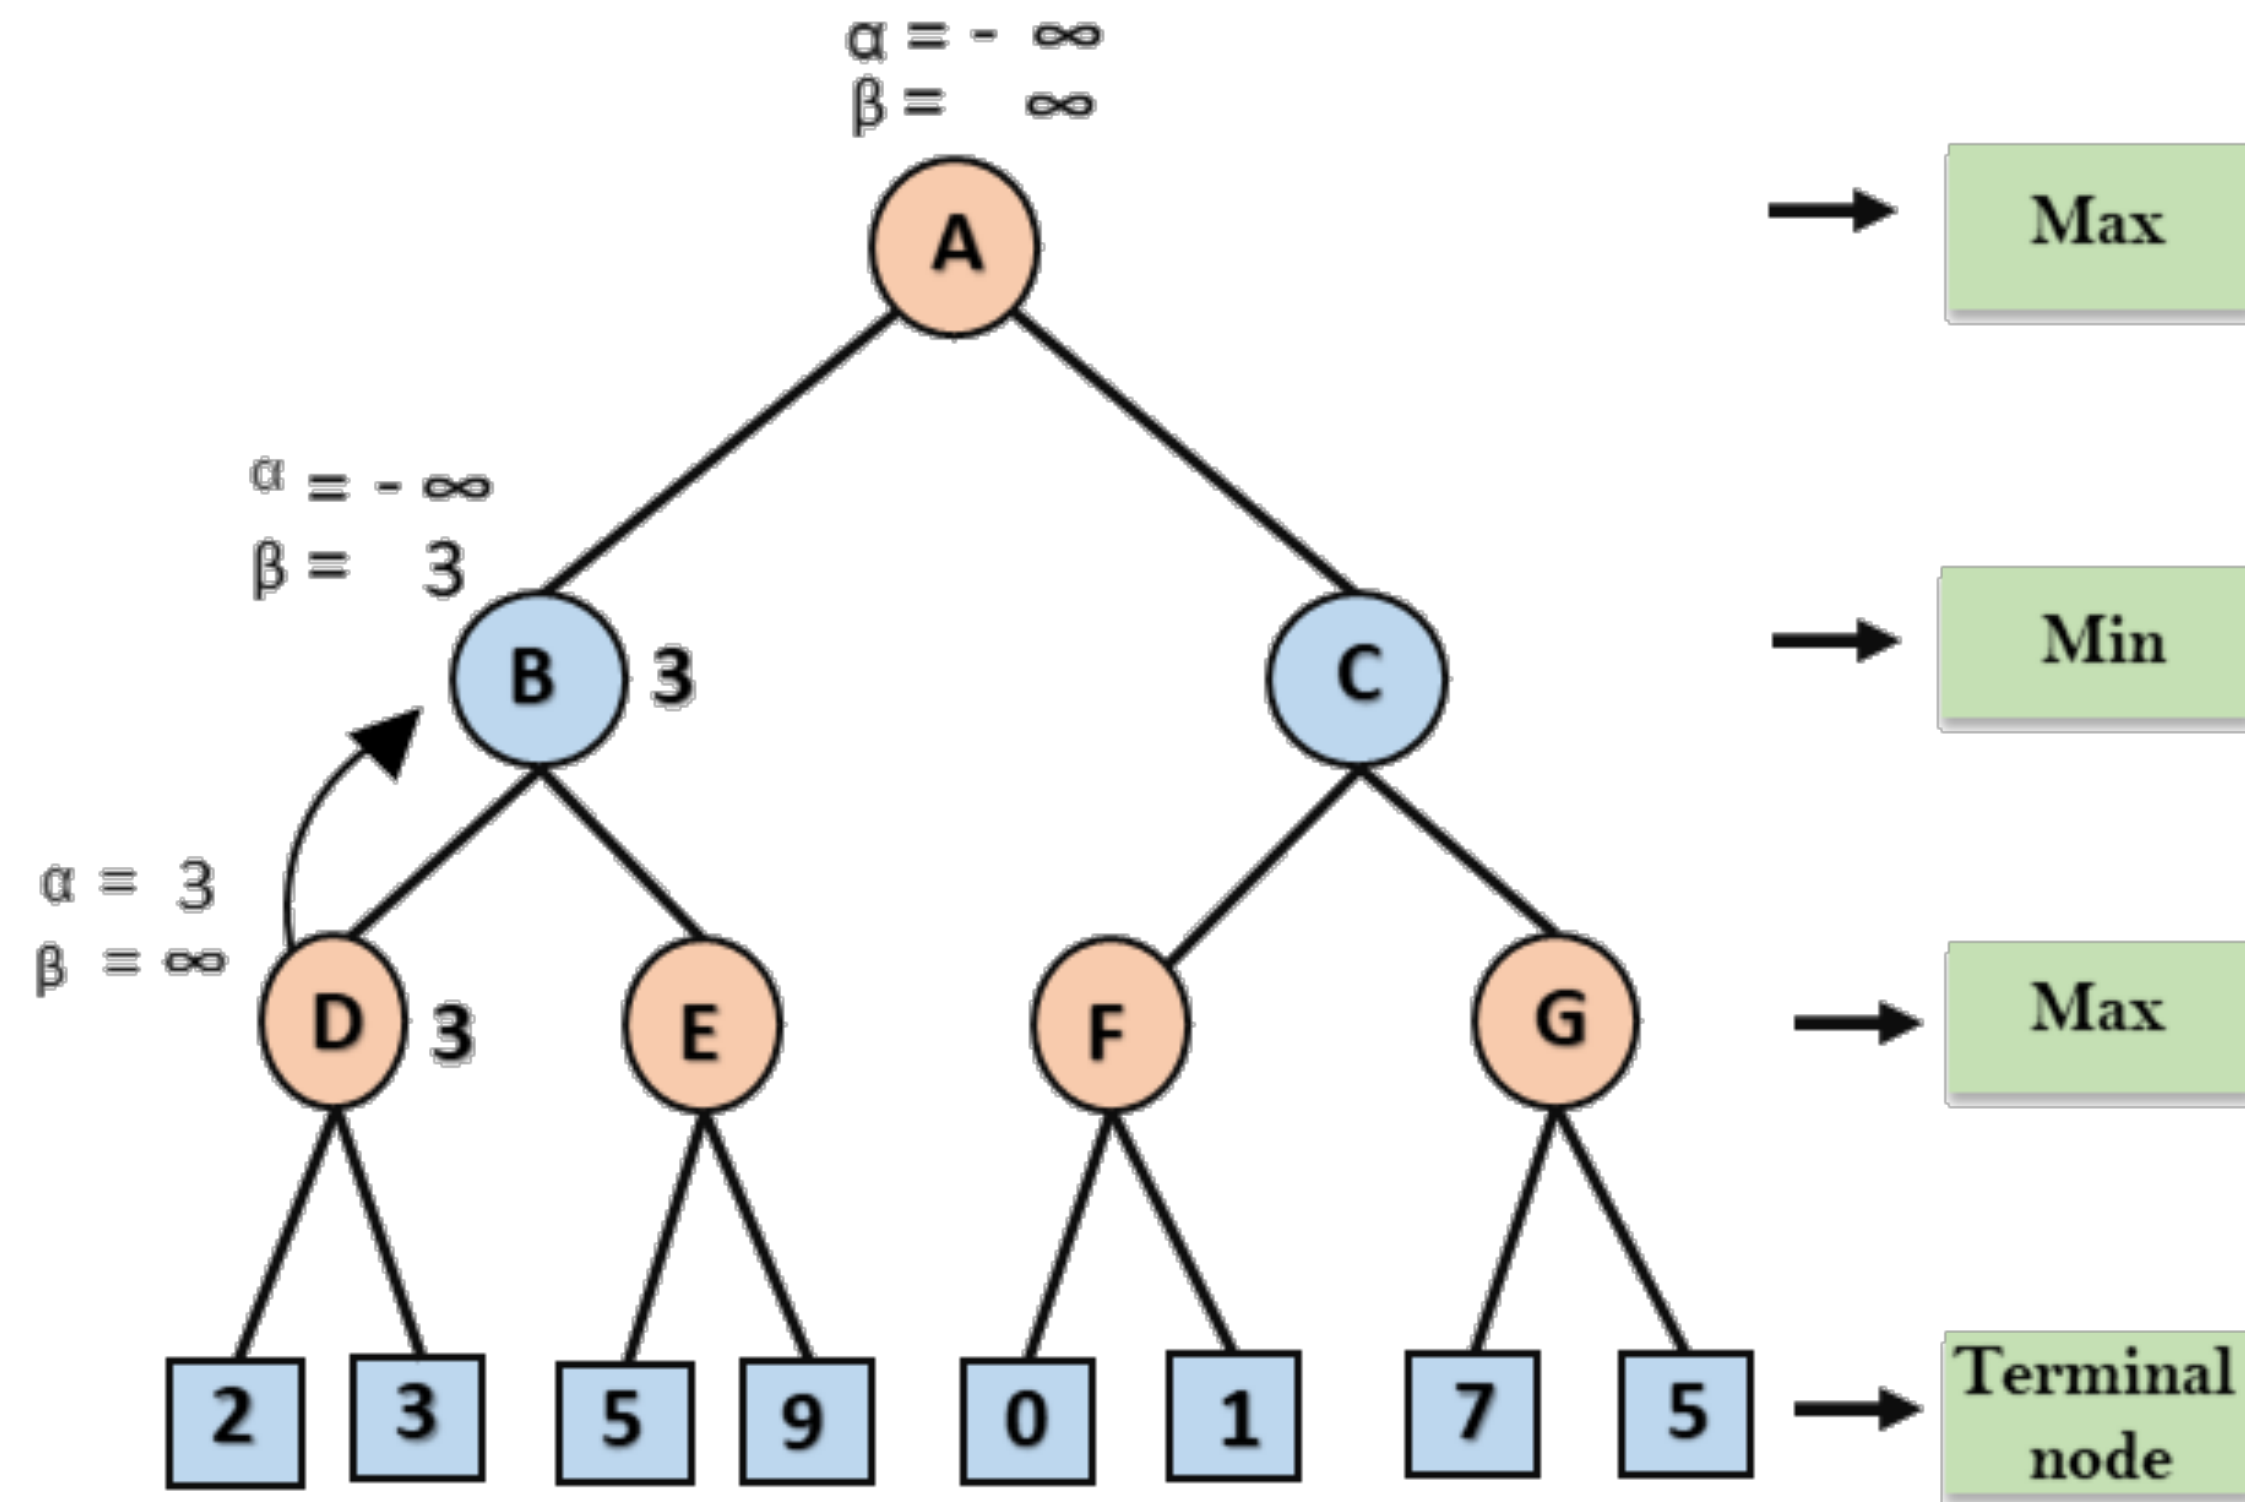 α = - ∞
β = ∞
A
Max
α = - ∞
β = 3
B 3
C
Min
α = 3
β = ∞
D 3
E
F
G
Max
2 3 5 9 0 1 7 5
Terminal
node